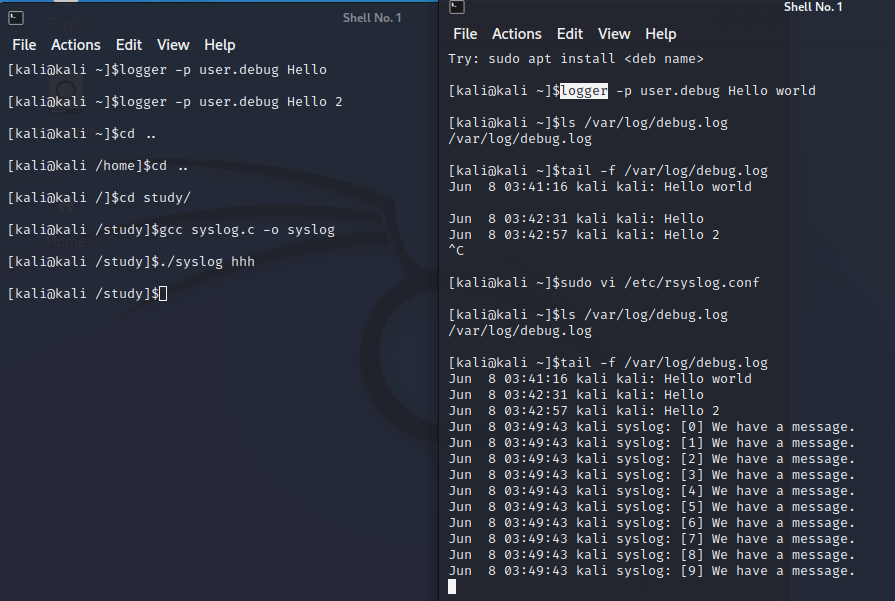 Shell No. 1
File Actions Edit View Help
[kali@kali ~]$logger -p user.debug Hello
[kali@kali ~]$logger -p user.debug Hello 2
[kali@kali ~]$cd ..
[kali@kali /home]$cd ..
[kali@kali /]$cd study/
[kali@kali /study]$gcc syslog.c -o syslog
[kali@kali /study]$./syslog hhh
[kali@kali /study]$
Shell No. 1
File Actions Edit View Help
Try: sudo apt install <deb name>
[kali@kali ~]$logger -p user.debug Hello world
[kali@kali ~]$ls /var/log/debug.log
/var/log/debug.log
[kali@kali ~]$tail -f /var/log/debug.log
Jun  8 03:41:16 kali kali: Hello world
Jun  8 03:42:31 kali kali: Hello
Jun  8 03:42:57 kali kali: Hello 2
^C
[kali@kali ~]$sudo vi /etc/rsyslog.conf
[kali@kali ~]$ls /var/log/debug.log
/var/log/debug.log
[kali@kali ~]$tail -f /var/log/debug.log
Jun  8 03:41:16 kali kali: Hello world
Jun  8 03:42:31 kali kali: Hello
Jun  8 03:42:57 kali kali: Hello 2
Jun  8 03:49:43 kali syslog: [0] We have a message.
Jun  8 03:49:43 kali syslog: [1] We have a message.
Jun  8 03:49:43 kali syslog: [2] We have a message.
Jun  8 03:49:43 kali syslog: [3] We have a message.
Jun  8 03:49:43 kali syslog: [4] We have a message.
Jun  8 03:49:43 kali syslog: [5] We have a message.
Jun  8 03:49:43 kali syslog: [6] We have a message.
Jun  8 03:49:43 kali syslog: [7] We have a message.
Jun  8 03:49:43 kali syslog: [8] We have a message.
Jun  8 03:49:43 kali syslog: [9] We have a message.